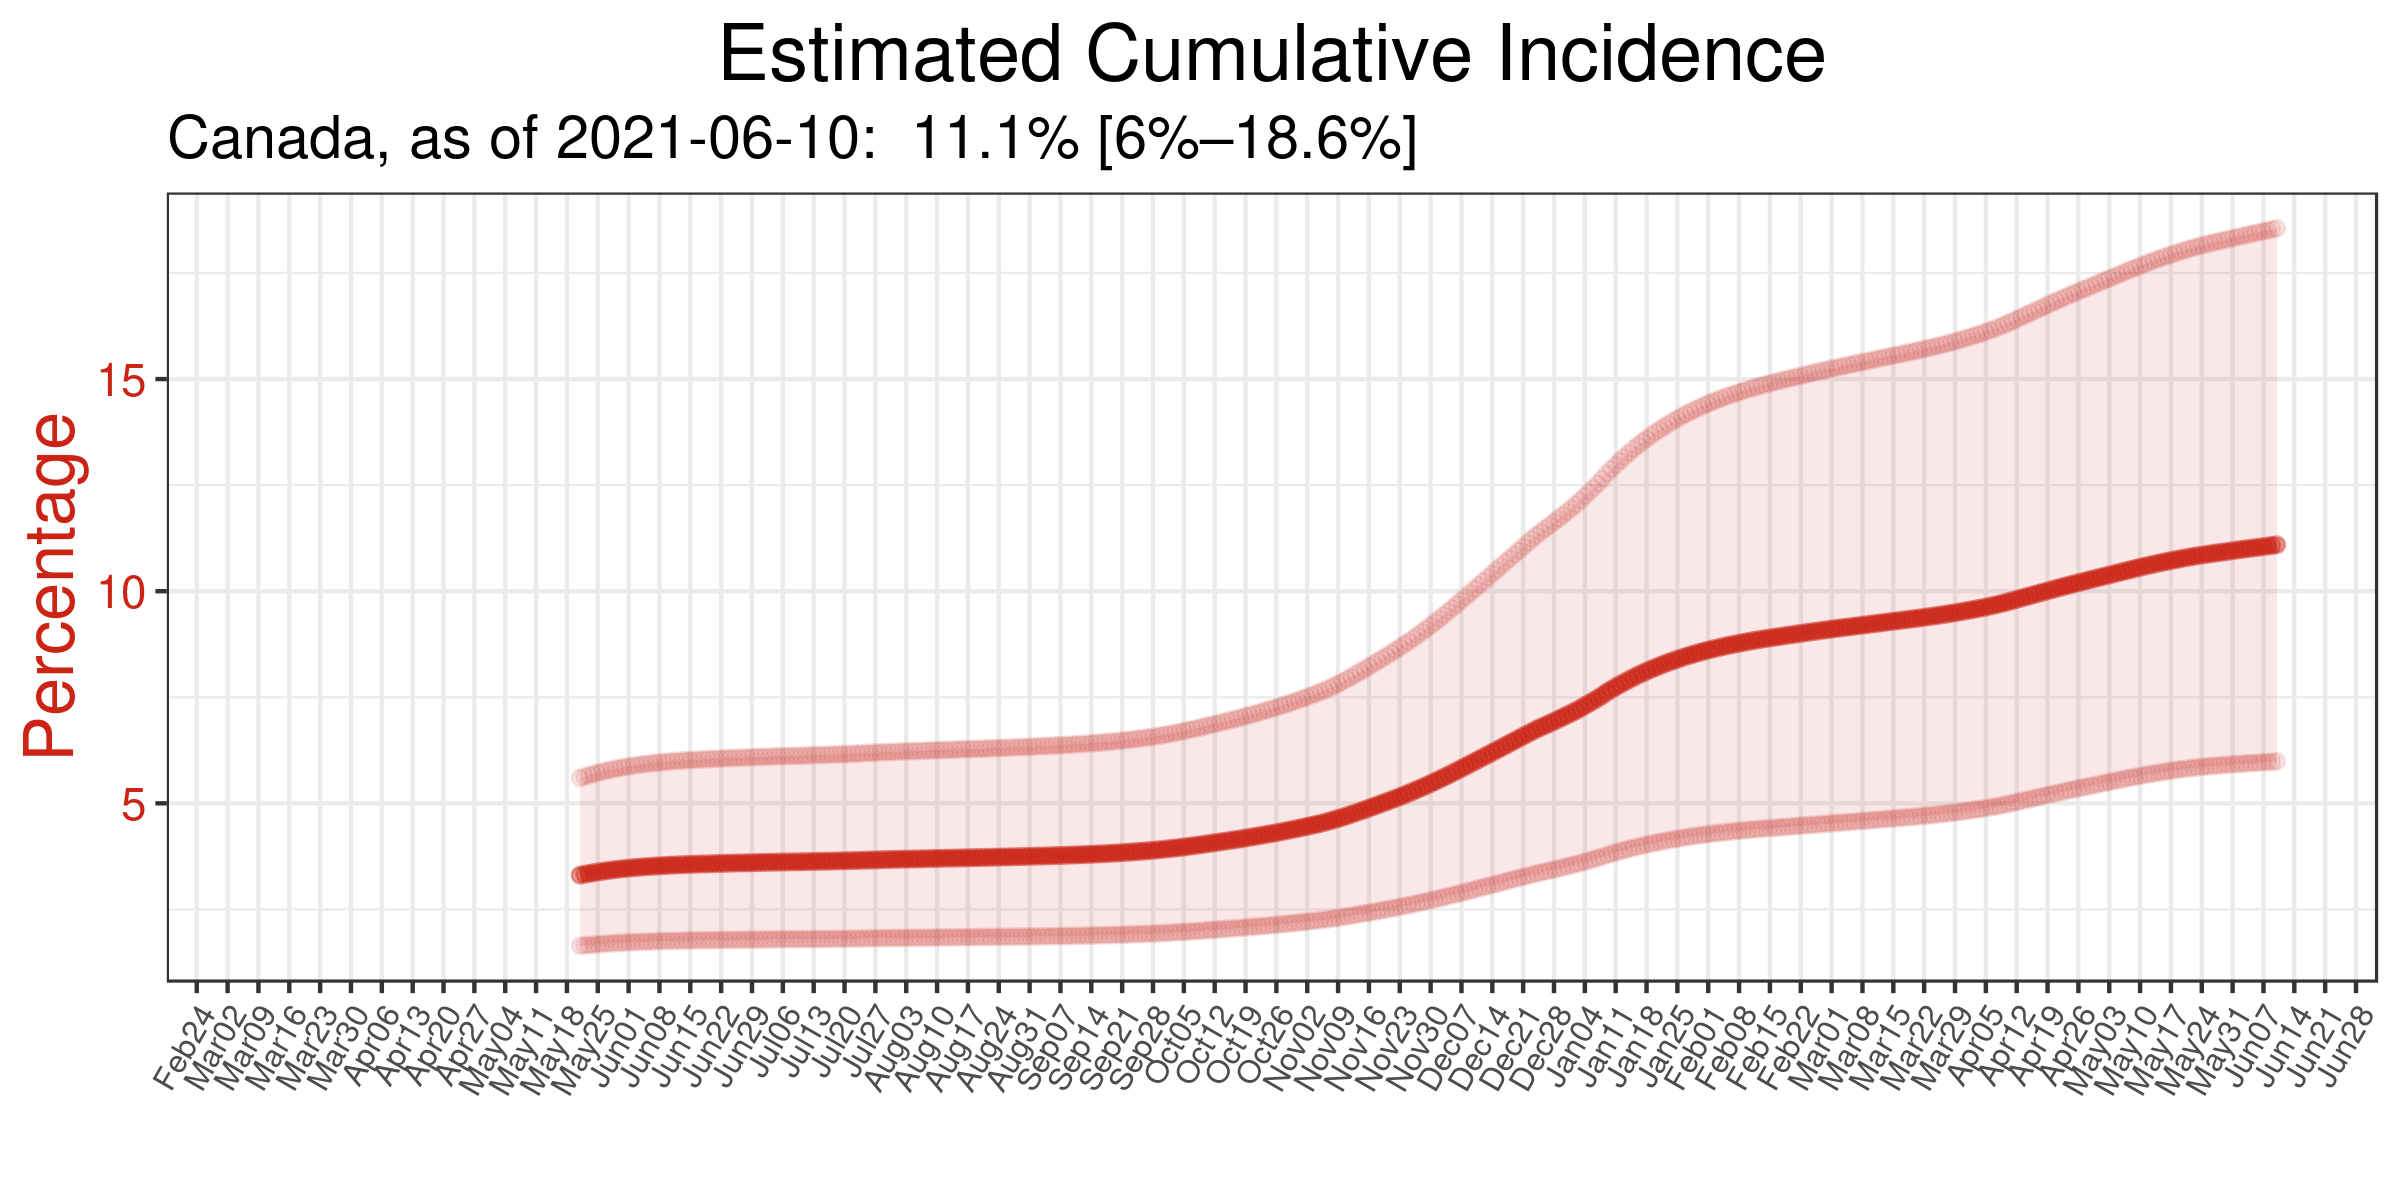 Estimated Cumulative Incidence
Canada, as of 2021-06-10:  11.1% [6%–18.6%]
Percentage
15
10
5
Feb24
Mar02
Mar09
Mar16
Mar23
Mar30
Apr06
Apr13
Apr20
Apr27
May04
May11
May18
May25
Jun01
Jun08
Jun15
Jun22
Jun29
Jul06
Jul13
Jul20
Jul27
Aug03
Aug10
Aug17
Aug24
Aug31
Sep07
Sep14
Sep21
Sep28
Oct05
Oct12
Oct19
Oct26
Nov02
Nov09
Nov16
Nov23
Nov30
Dec07
Dec14
Dec21
Dec28
Jan04
Jan11
Jan18
Jan25
Feb01
Feb08
Feb15
Feb22
Mar01
Mar08
Mar15
Mar22
Mar29
Apr05
Apr12
Apr19
Apr26
May03
May10
May17
May24
May31
Jun07
Jun14
Jun21
Jun28